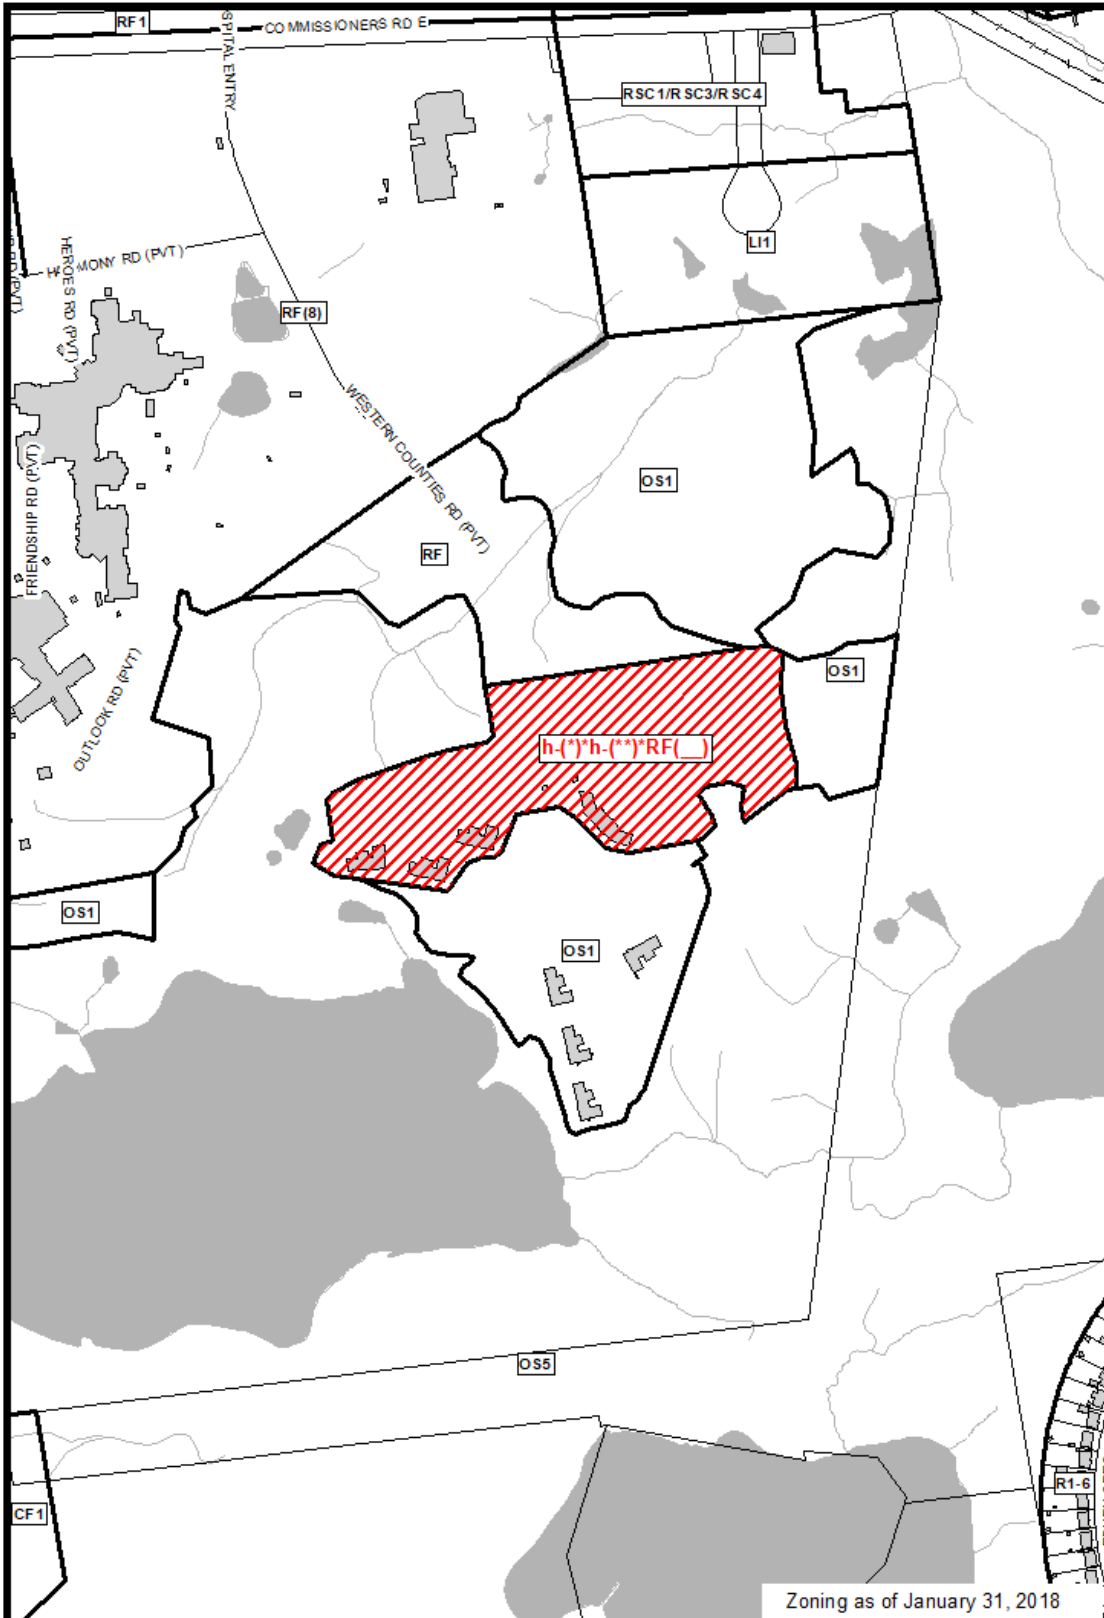 RF1
COMMISSIONERS RD E
SPITAL ENTRY
RSC1/RSC3/RSC4
LI1
HEROES RD (PVT)
RD (PVT)
MONY RD (PVT)
RF(8)
WESTERN COUNTIES RD (PVT)
FRIENDSHIP RD (PVT)
OS1
RF
OUTLOOK RD (PVT)
OS1
h-(*)*h-(**)*RF(__)
OS1
OS1
OS5
R1-6
CF1
Zoning as of January 31, 2018